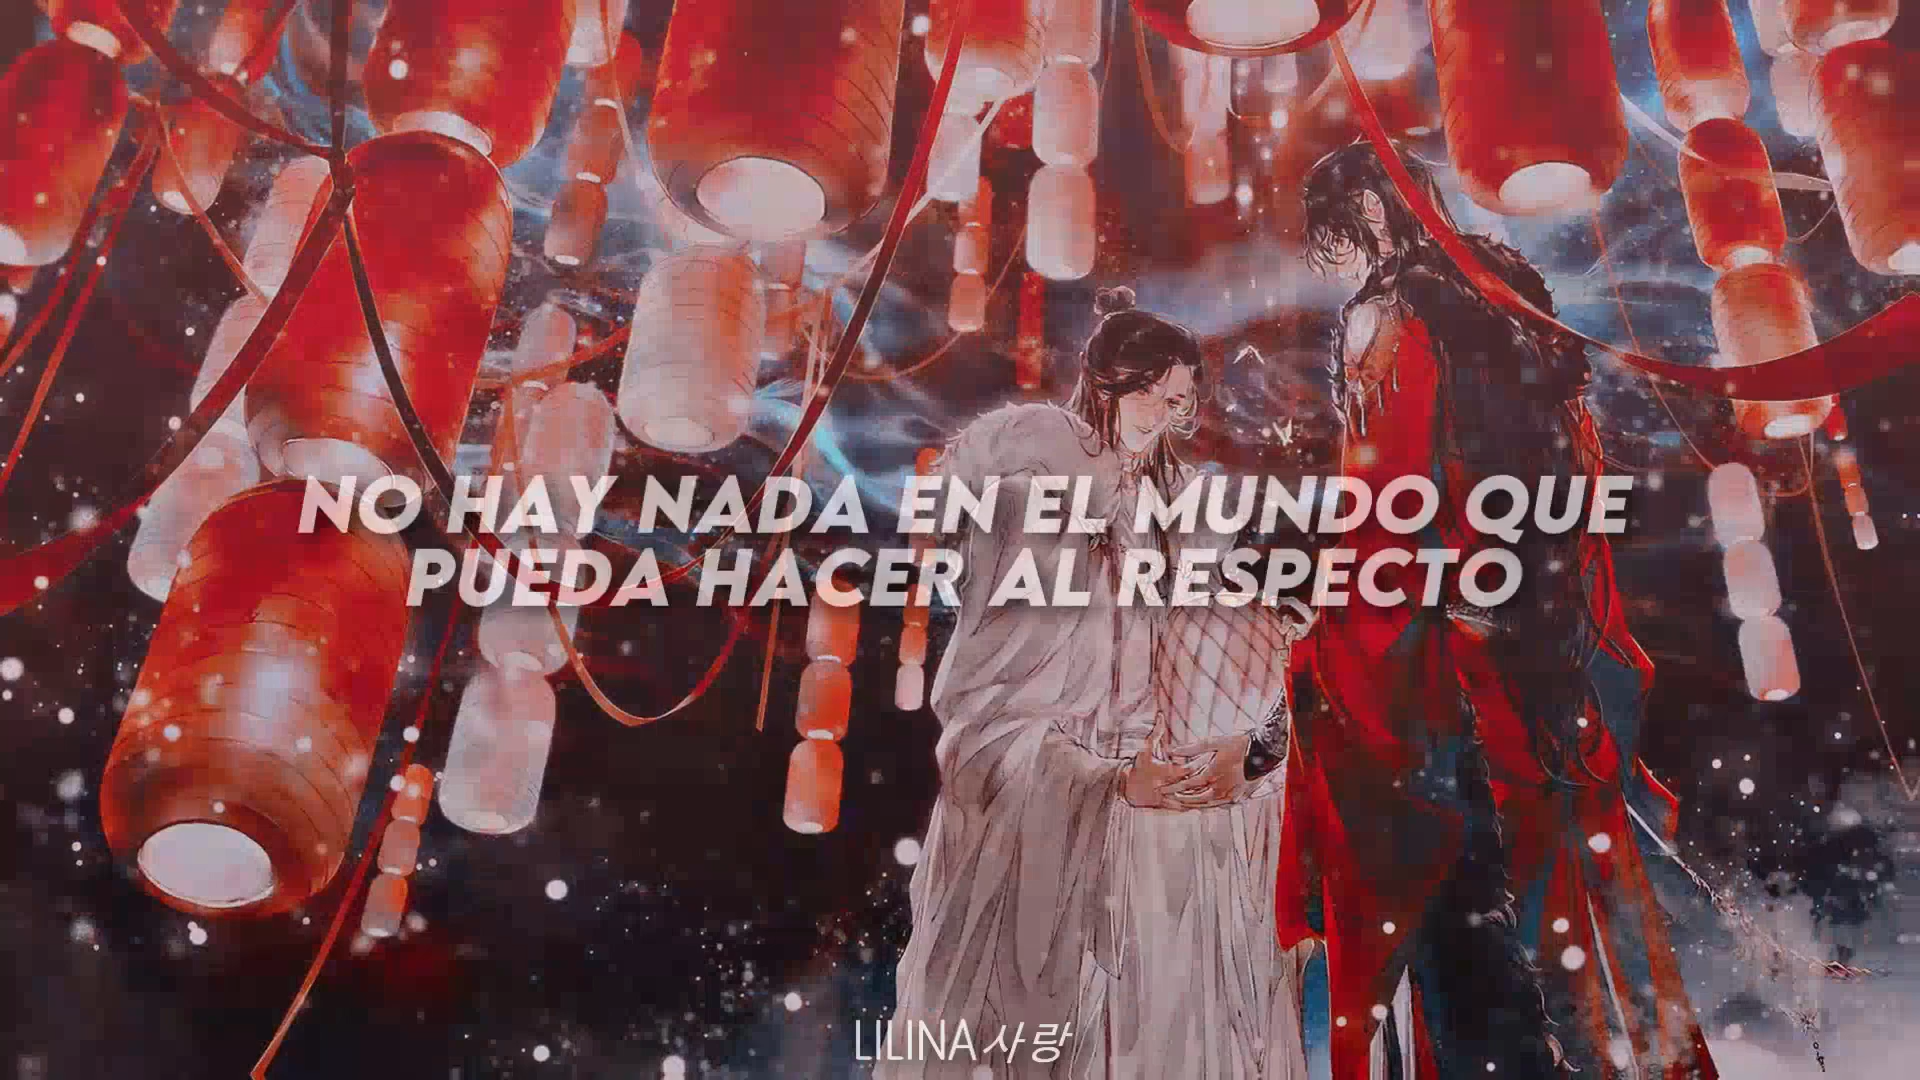 NO HAY NADA EN EL MUNDO QUE
PUEDA HACER AL RESPECTO
LILINA사랑